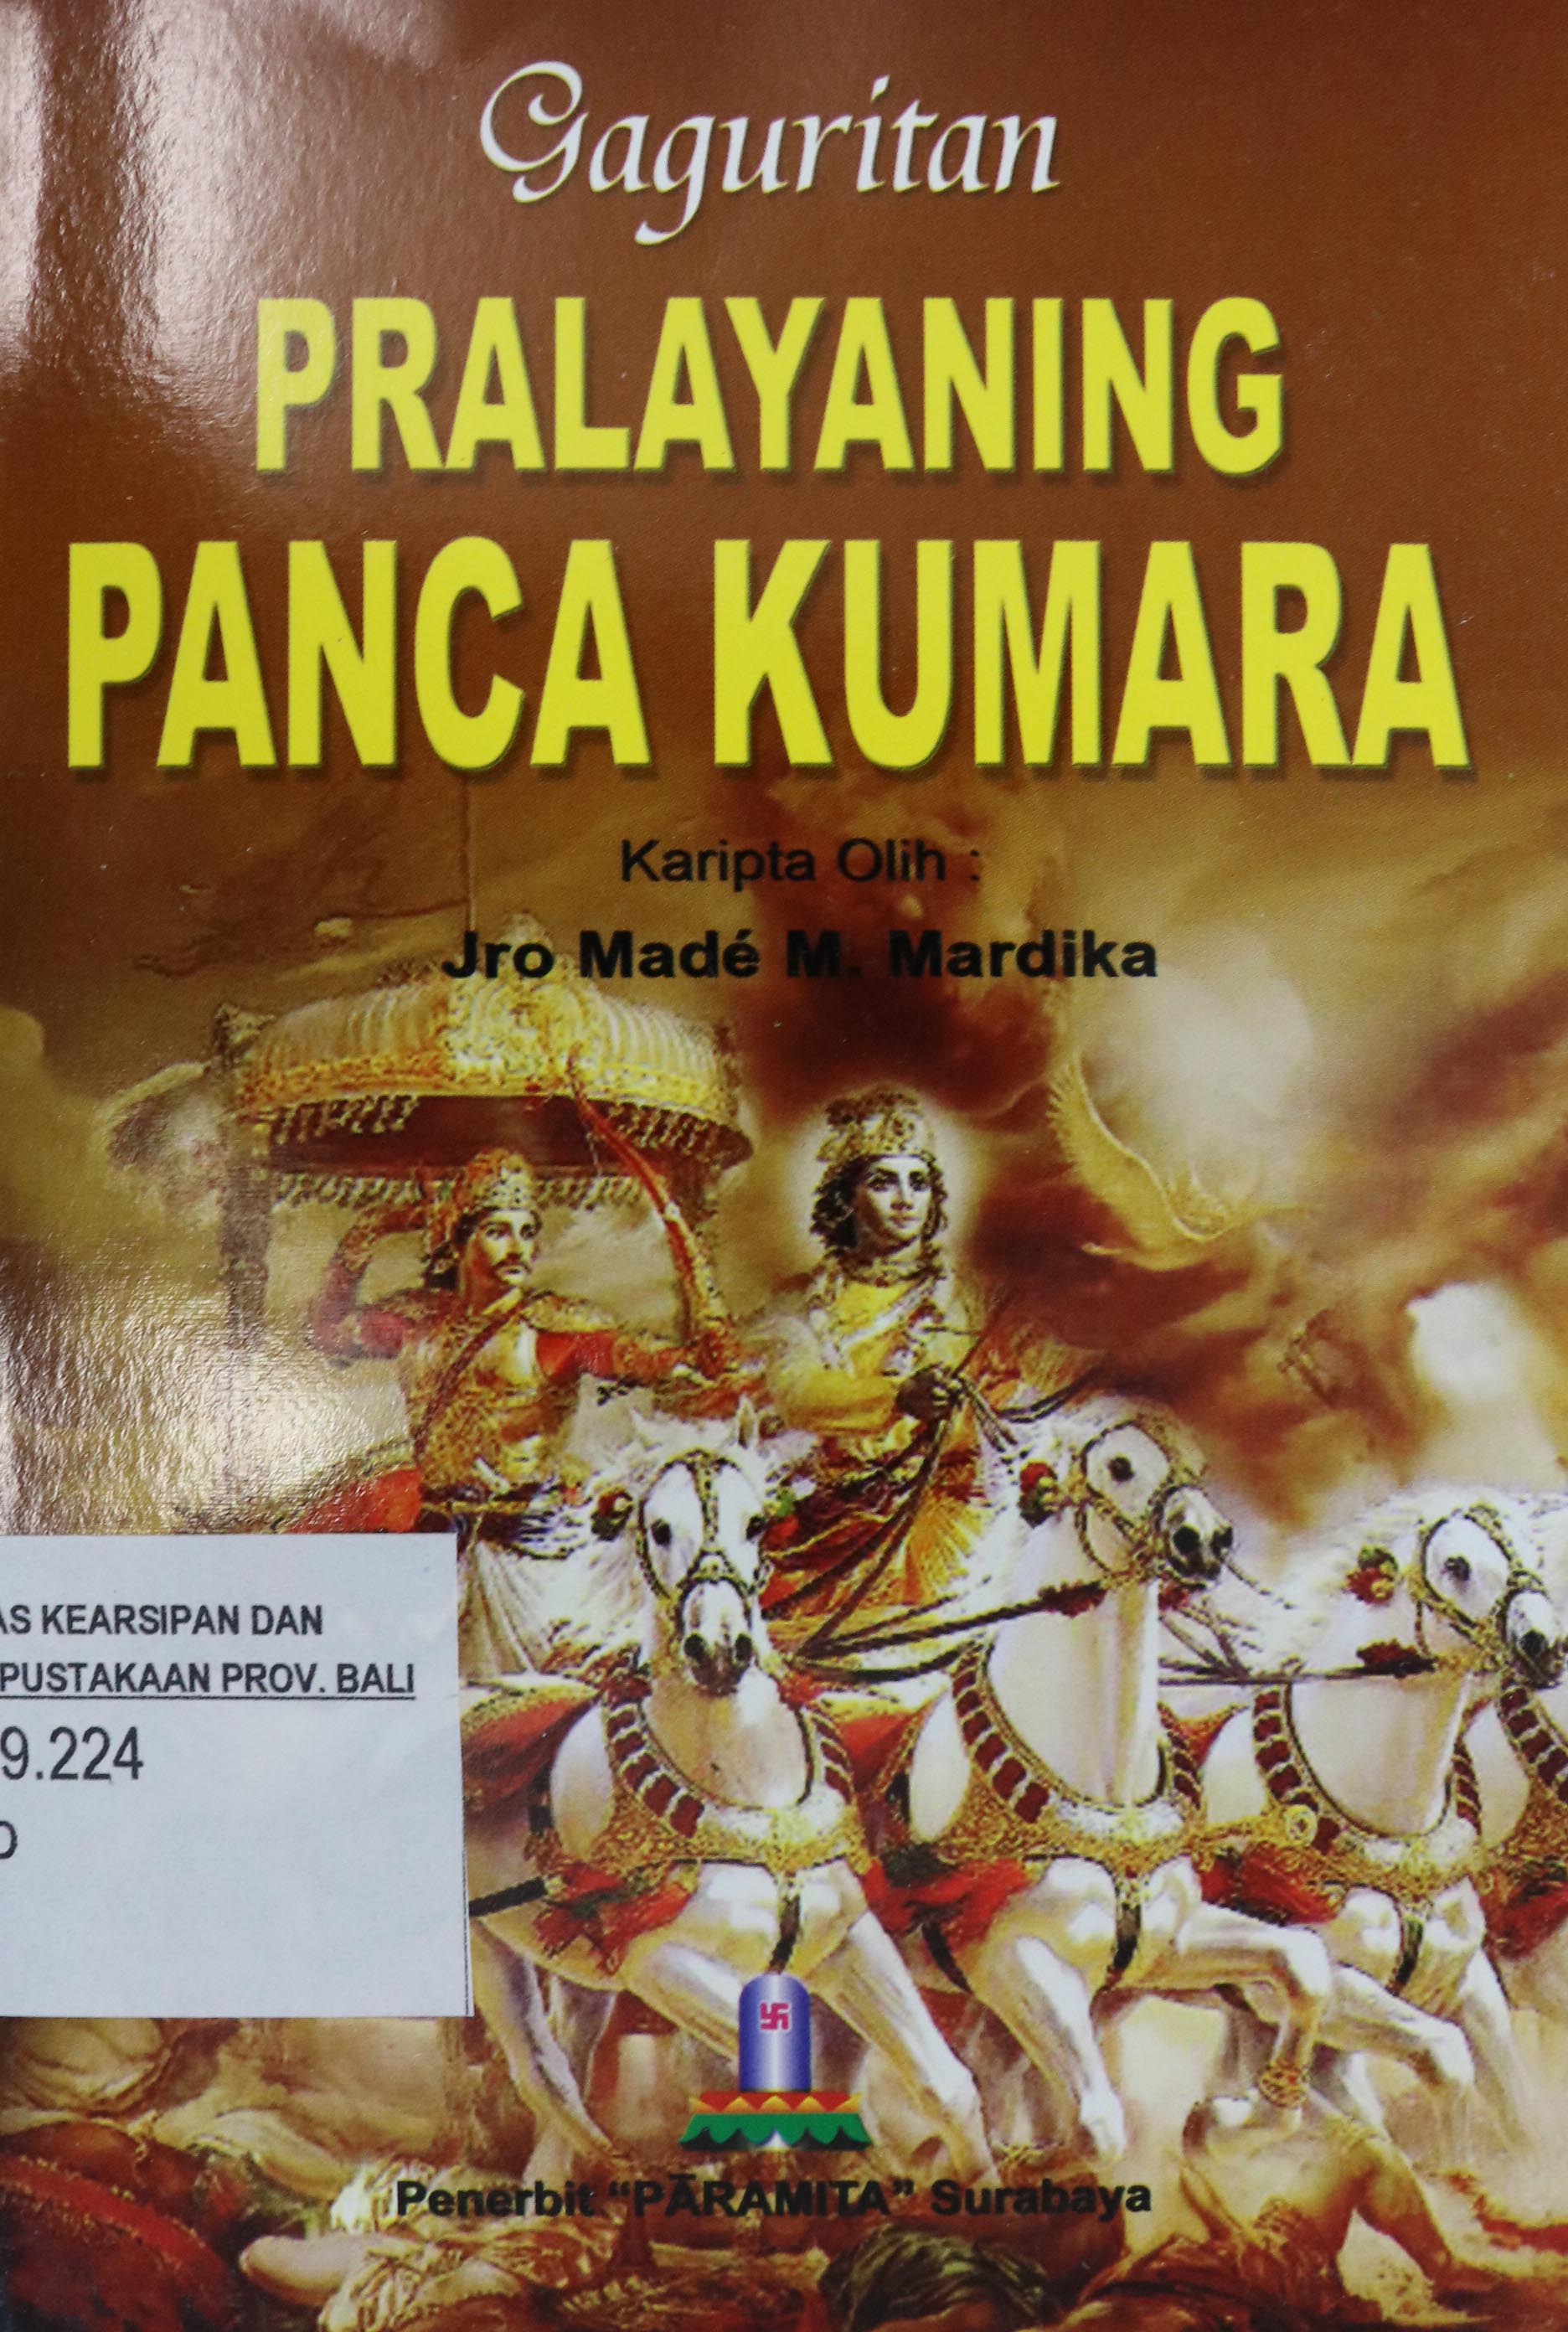 Gaguritan
PRALAYANING
PANCA KUMARA
Karipta Olih :
Jro Madé M. Mardika
AS KEARSIPAN DAN
PUSTAKAAN PROV. BALI
9.224
Penerbit “PĀRAMITA” Surabaya